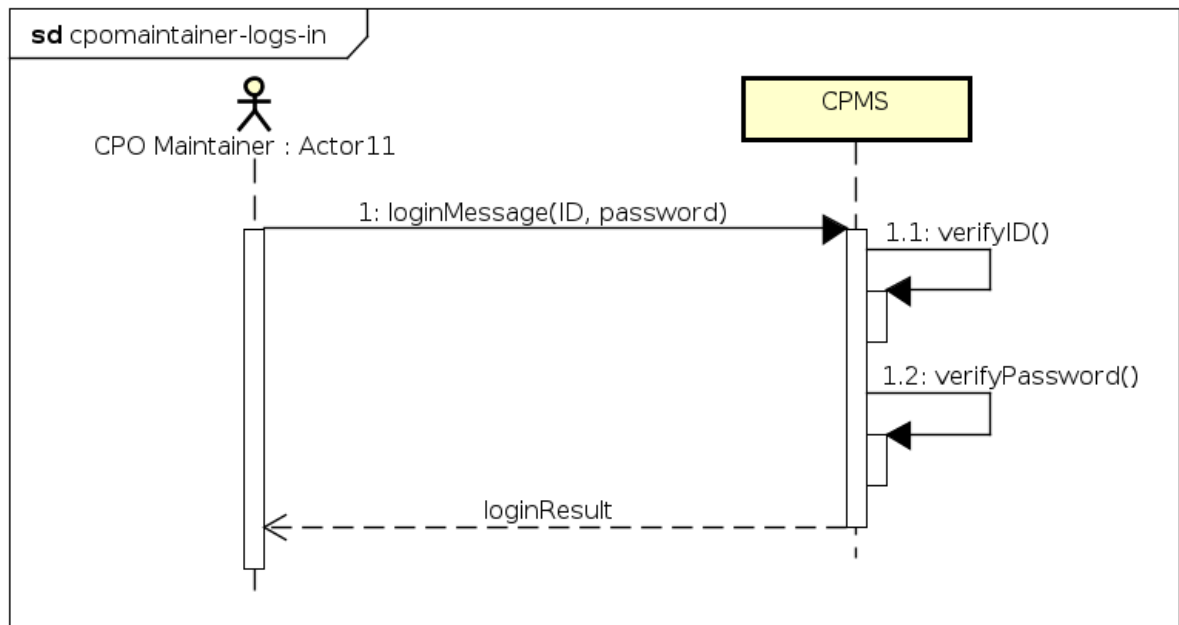 sd cpomaintainer-logs-in
CPMS
CPO Maintainer : Actor11
1: loginMessage(ID, password)
1.1: verifyID()
1.2: verifyPassword()
loginResult